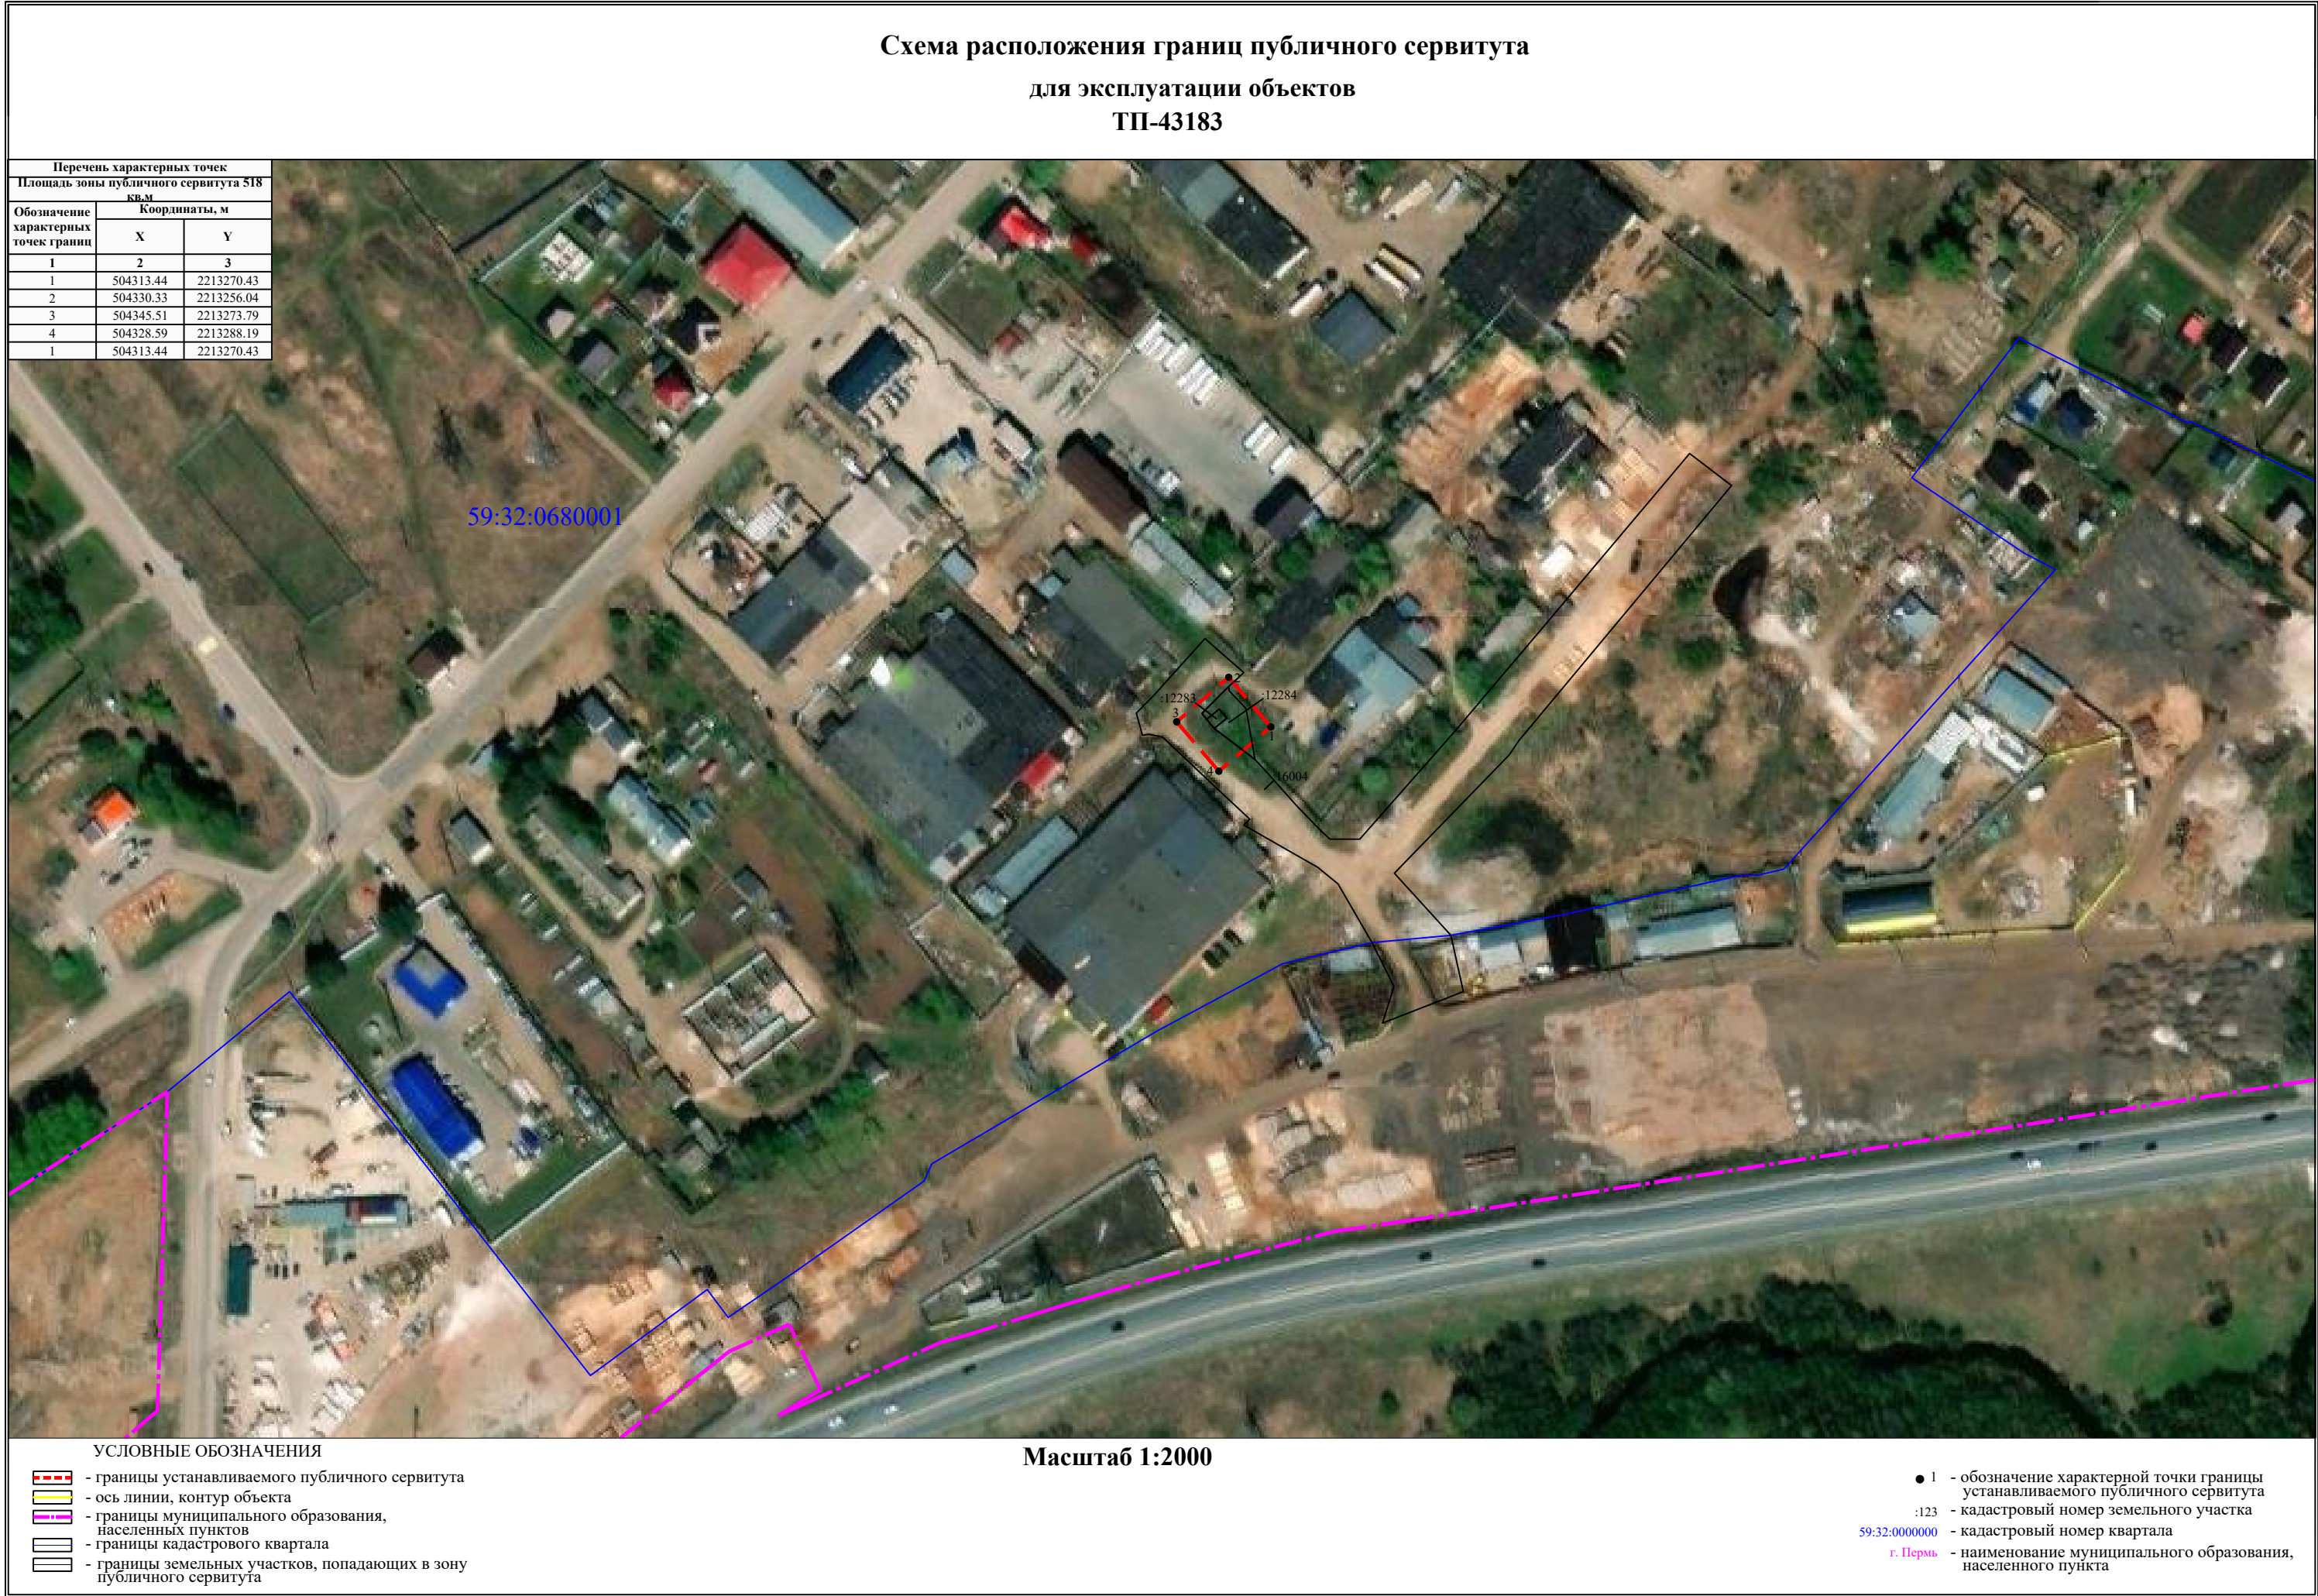 Схема расположения границ публичного сервитута
для эксплуатации объектов
ТП-43183
Перечень характерных точек
Площадь зоны публичного сервитута 518
кв.м
Обозначение характерных точек границ
Координаты, м
X Y
1 2 3
1 504313.44 2213270.43
2 504330.33 2213256.04
3 504345.51 2213273.79
4 504328.59 2213288.19
1 504313.44 2213270.43
59:32:0680001
2
:12283
:12284
3
1
4
:16004
УСЛОВНЫЕ ОБОЗНАЧЕНИЯ
- границы устанавливаемого публичного сервитута
- ось линии, контур объекта
- границы муниципального образования,
населенных пунктов
- границы кадастрового квартала
- границы земельных участков, попадающих в зону
публичного сервитута
Масштаб 1:2000
1 - обозначение характерной точки границы
устанавливаемого публичного сервитута
:123 - кадастровый номер земельного участка
59:32:0000000 - кадастровый номер квартала
г. Пермь - наименование муниципального образования,
населенного пункта